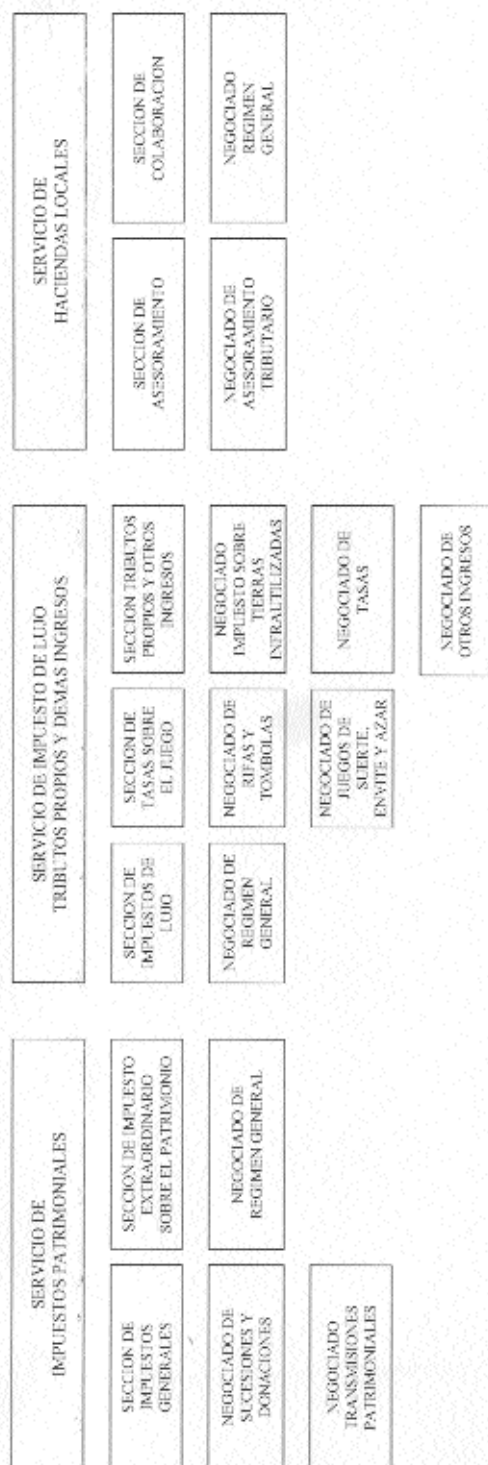 SERVICIO DE
IMPUESTOS PATRIMONIALES
SECCION DE
IMPUESTOS
GENERALES
SECCION DE IMPUESTO
EXTRAORDINARIO
SOBRE EL PATRIMONIO
NEGOCIADO DE
SUCESIONES Y
DONACIONES
NEGOCIADO DE
REGIMEN GENERAL
NEGOCIADO
TRANSMISIONES
PATRIMONIALES
SERVICIO DE IMPUESTO DE LUJO
TRIBUTOS PROPIOS Y DEMAS INGRESOS
SECCION DE
IMPUESTOS DE
LUJO
SECCION DE
TASAS SOBRE
EL JUEGO
SECCION TRIBUTOS
PROPIOS Y OTROS
INGRESOS
NEGOCIADO DE
REGIMEN
GENERAL
NEGOCIADO DE
RIFAS Y
TOMBOLAS
NEGOCIADO
IMPUESTO SOBRE
TIERRAS
INFRAUTILIZADAS
NEGOCIADO DE
JUEGOS DE
SUERTE,
ENVITE Y AZAR
NEGOCIADO DE
TASAS
NEGOCIADO DE
OTROS INGRESOS
SERVICIO DE
HACIENDAS LOCALES
SECCION DE
ASESORAMIENTO
SECCION DE
COLABORACION
NEGOCIADO DE
ASESORAMIENTO
TRIBUTARIO
NEGOCIADO
REGIMEN
GENERAL